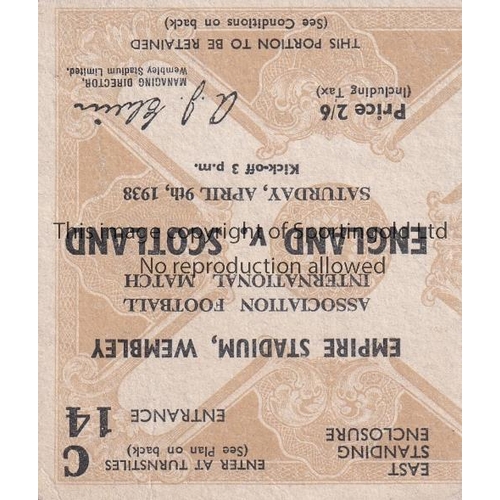 EAST
STANDING
ENCLOSURE
ENTER AT TURNSTILES
(See Plan on back)
C
ENTRANCE 14
EMPIRE STADIUM, WEMBLEY
ASSOCIATION FOOTBALL
INTERNATIONAL MATCH
ENGLAND v. SCOTLAND
SATURDAY, APRIL 9th, 1938
Kick-off 3 p.m.
Price 2/6
(Including Tax)
A. J. Elvin
MANAGING DIRECTOR,
Wembley Stadium Limited.
THIS PORTION TO BE RETAINED
(See Conditions on back)
This image copyright of Sportingold Ltd
No reproduction allowed